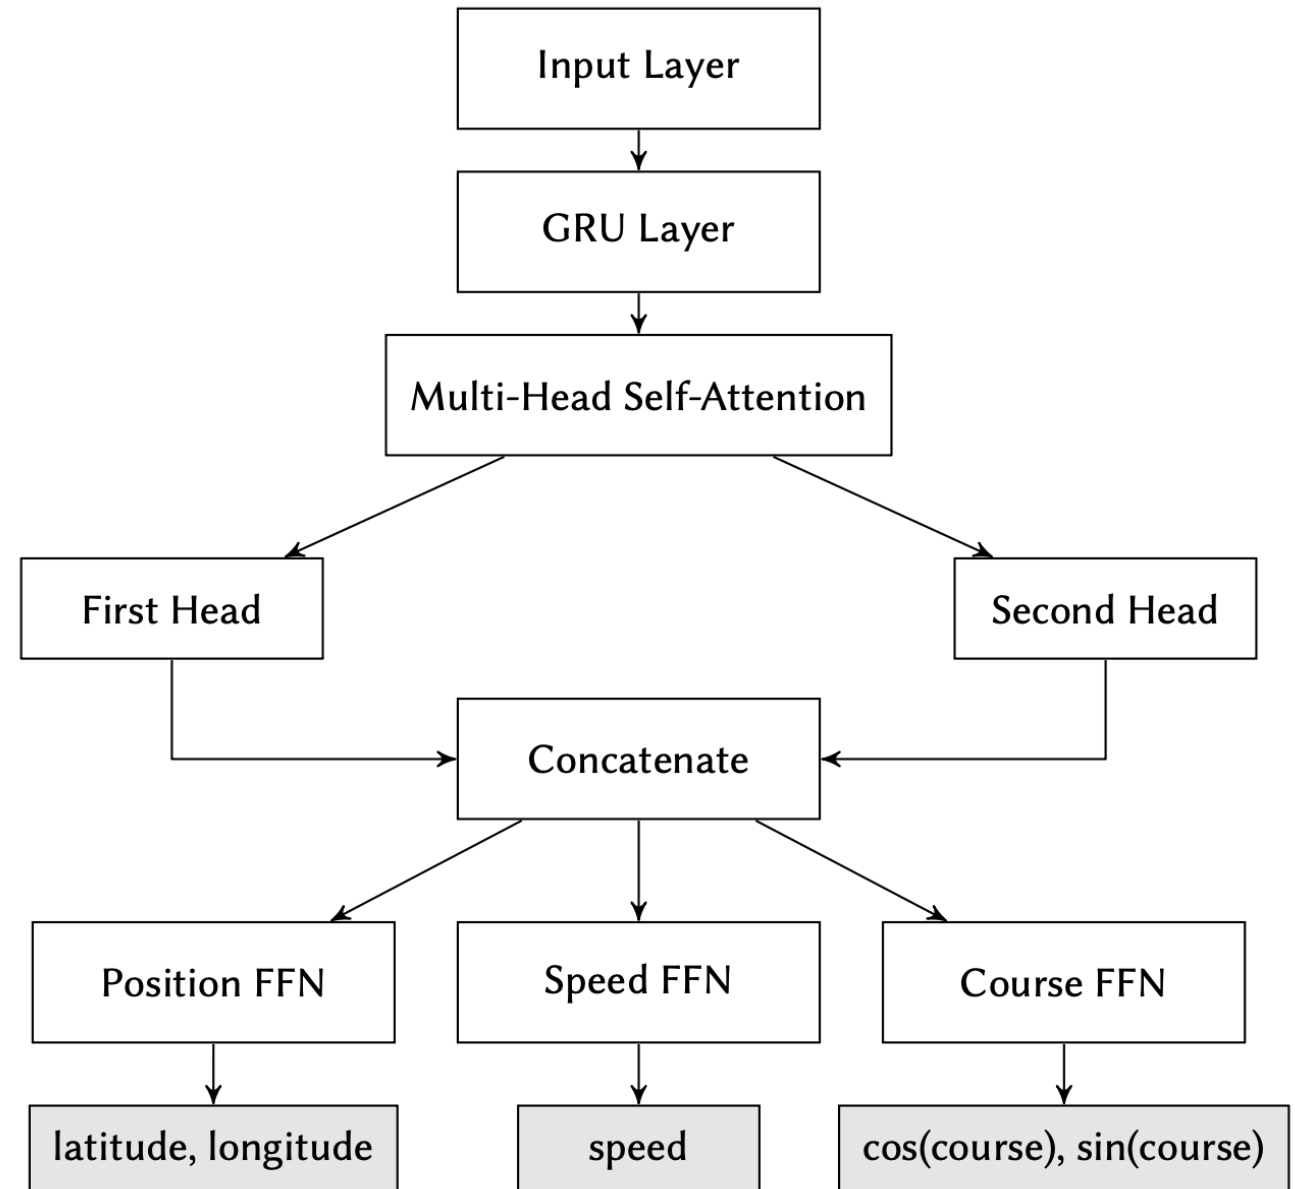 Input Layer
GRU Layer
Multi-Head Self-Attention
First Head
Second Head
Concatenate
Position FFN
Speed FFN
Course FFN
latitude, longitude
speed
cos(course), sin(course)